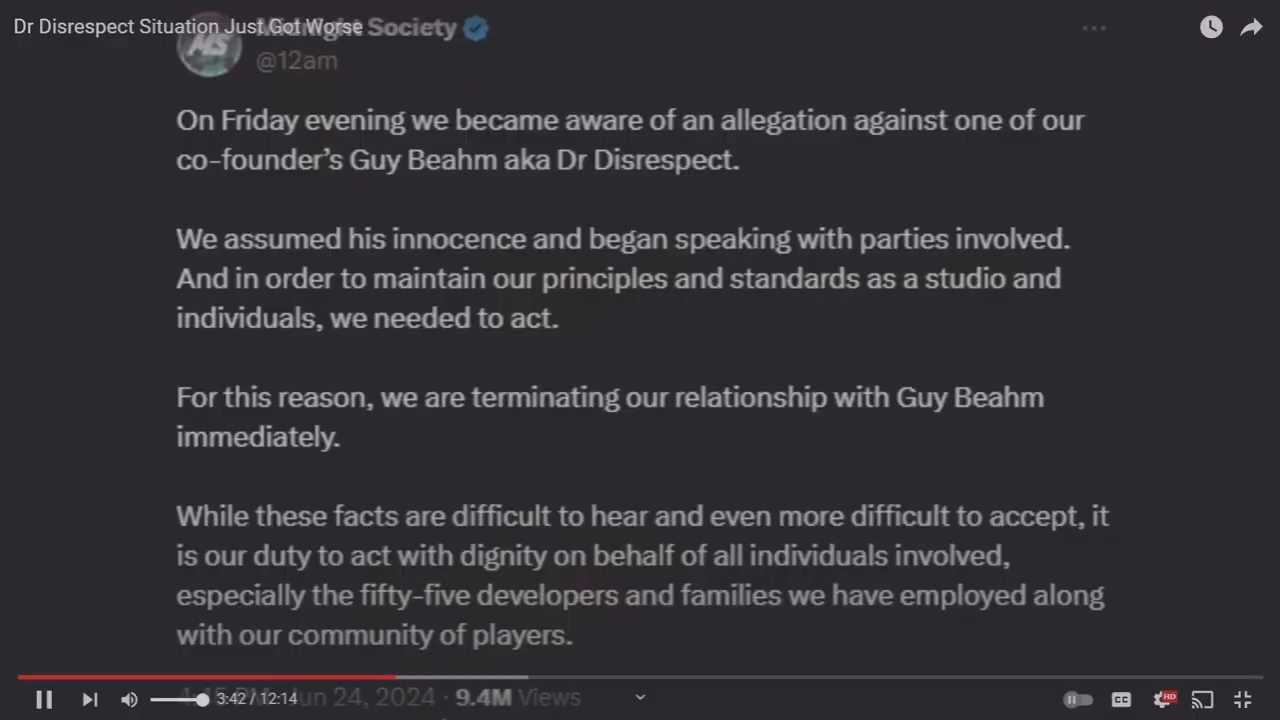 Dr Disrespect Situation Just Got Worse
Midnight Society
@12am
On Friday evening we became aware of an allegation against one of our
co-founder’s Guy Beahm aka Dr Disrespect.
We assumed his innocence and began speaking with parties involved.
And in order to maintain our principles and standards as a studio and
individuals, we needed to act.
For this reason, we are terminating our relationship with Guy Beahm
immediately.
While these facts are difficult to hear and even more difficult to accept, it
is our duty to act with dignity on behalf of all individuals involved,
especially the fifty-five developers and families we have employed along
with our community of players.
3:42 / 12:14
Jun 24, 2024 · 9.4M Views
CC
HD